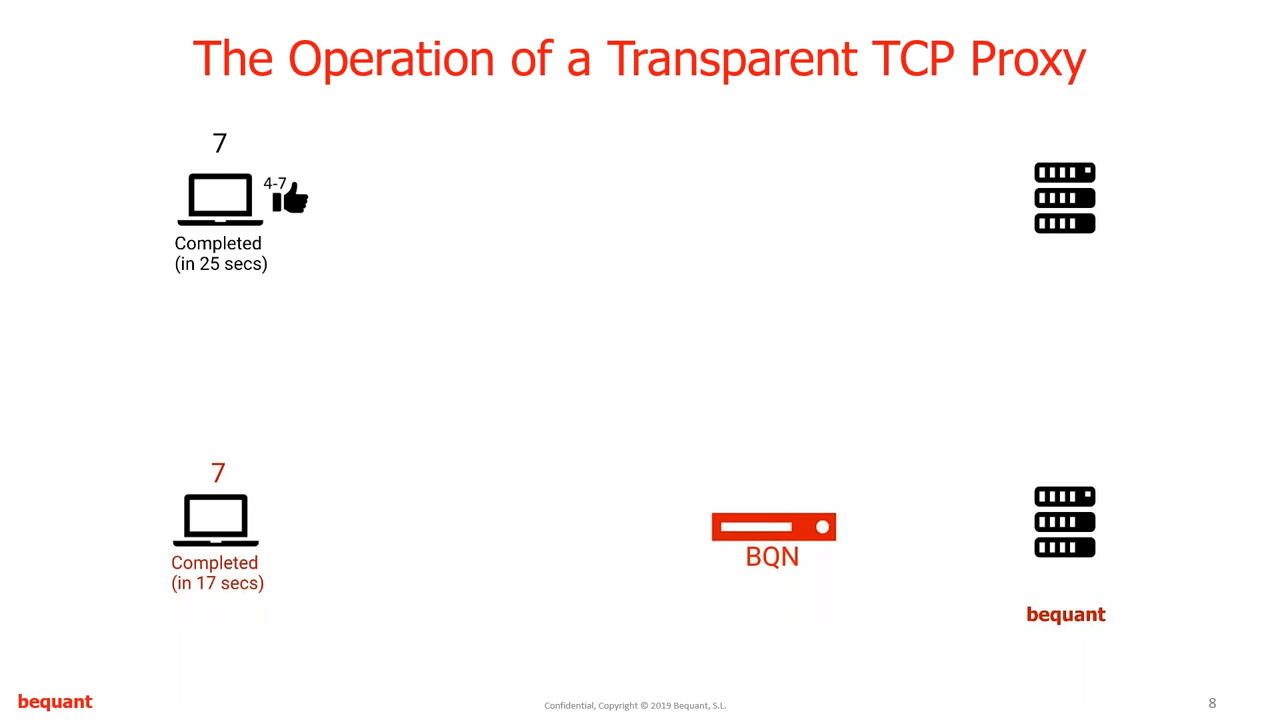 The Operation of a Transparent TCP Proxy
7
4-7
Completed
(in 25 secs)
7
Completed
(in 17 secs)
BQN
bequant
bequant
Confidential, Copyright © 2019 Bequant, S.L.
8